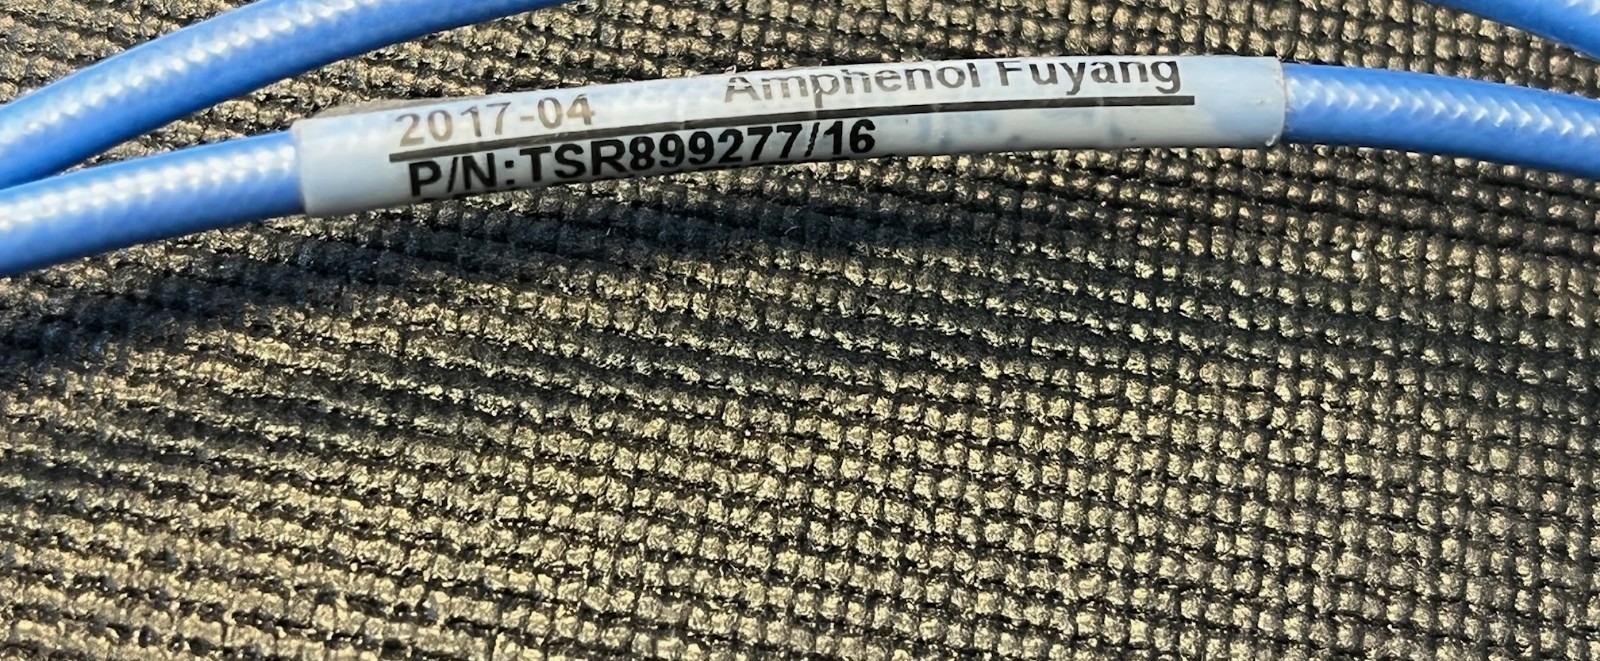 2017-04 Amphenol Fuyang
P/N:TSR899277/16